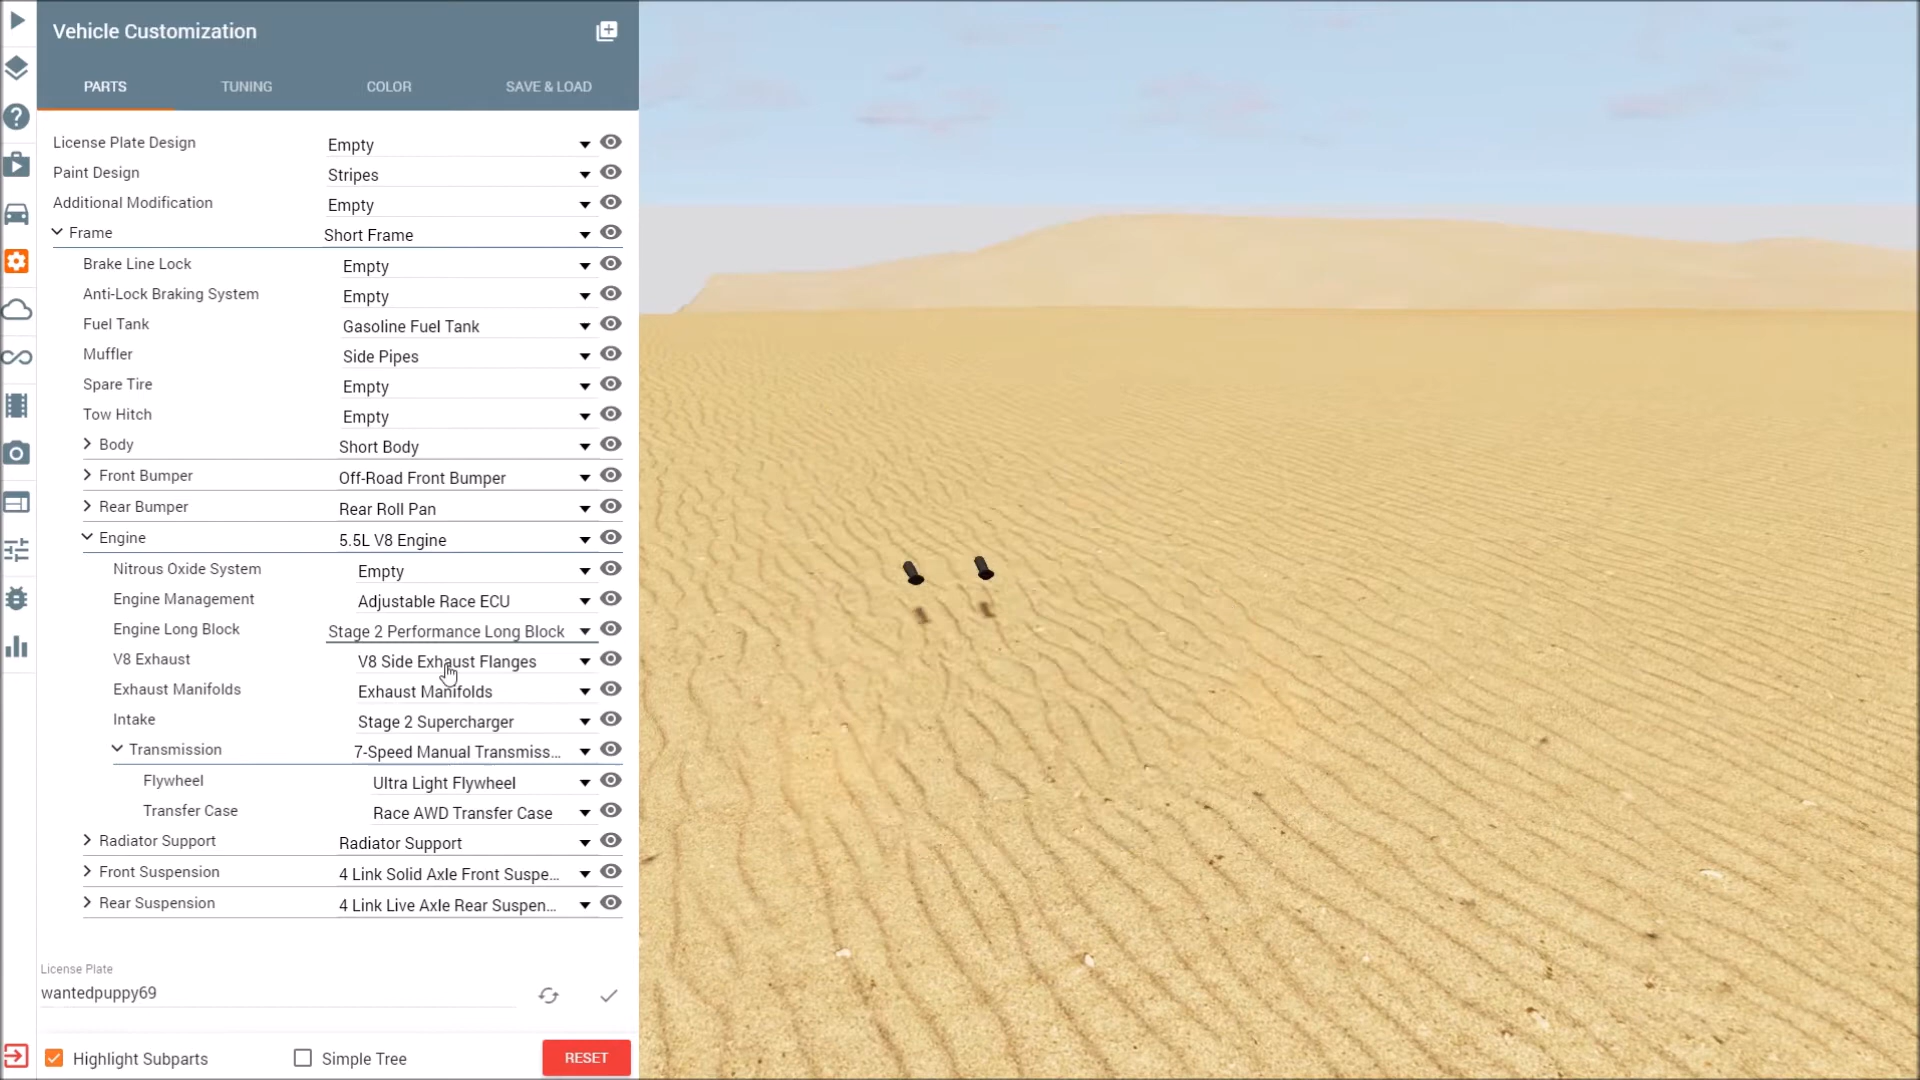 Vehicle Customization
PARTS TUNING COLOR SAVE & LOAD
License Plate Design Empty
Paint Design Stripes
Additional Modification Empty
Frame Short Frame
Brake Line Lock Empty
Anti-Lock Braking System Empty
Fuel Tank Gasoline Fuel Tank
Muffler Side Pipes
Spare Tire Empty
Tow Hitch Empty
Body Short Body
Front Bumper Off-Road Front Bumper
Rear Bumper Rear Roll Pan
Engine 5.5L V8 Engine
Nitrous Oxide System Empty
Engine Management Adjustable Race ECU
Engine Long Block Stage 2 Performance Long Block
V8 Exhaust V8 Side Exhaust Flanges
Exhaust Manifolds Exhaust Manifolds
Intake Stage 2 Supercharger
Transmission 7-Speed Manual Transmiss...
Flywheel Ultra Light Flywheel
Transfer Case Race AWD Transfer Case
Radiator Support Radiator Support
Front Suspension 4 Link Solid Axle Front Suspe...
Rear Suspension 4 Link Live Axle Rear Suspen...
License Plate
wantedpuppy69
Highlight Subparts Simple Tree RESET